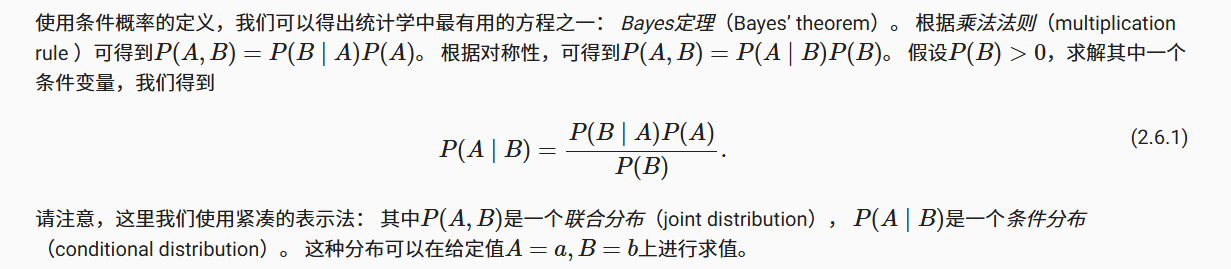 使用条件概率的定义，我们可以得出统计学中最有用的方程之一： Bayes定理（Bayes’ theorem）。 根据乘法法则（multiplication
rule ）可得到P(A, B) = P(B | A)P(A)。 根据对称性，可得到P(A, B) = P(A | B)P(B)。 假设P(B) > 0，求解其中一个
条件变量，我们得到
P(A | B) = P(B | A)P(A) / P(B). (2.6.1)
请注意，这里我们使用紧凑的表示法： 其中P(A, B)是一个联合分布（joint distribution）， P(A | B)是一个条件分布
（conditional distribution）。 这种分布可以在给定值A = a, B = b上进行求值。